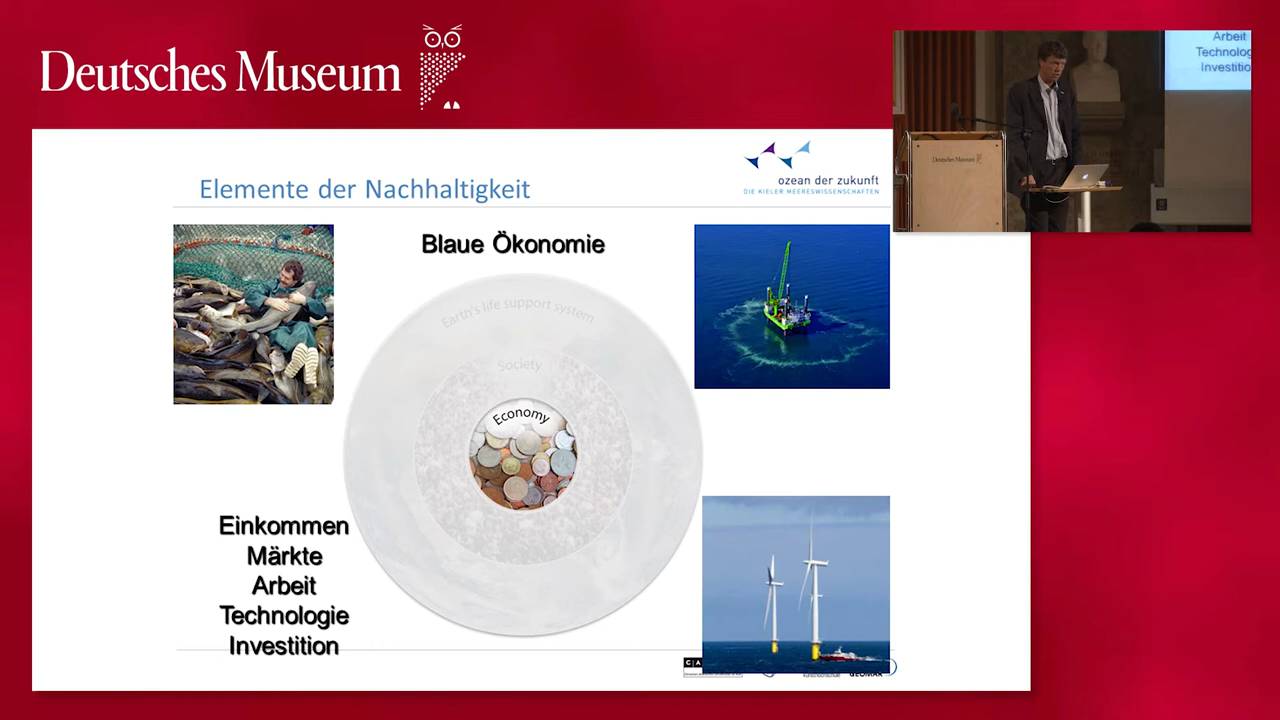 Deutsches Museum
Arbeit
Technolog
Investitio
Deutsches Museum
ozean der zukunft
DIE KIELER MEERESWISSENSCHAFTEN
Elemente der Nachhaltigkeit
Blaue Ökonomie
Earth's life support system
Society
Economy
Einkommen
Märkte
Arbeit
Technologie
Investition
GEOMAR